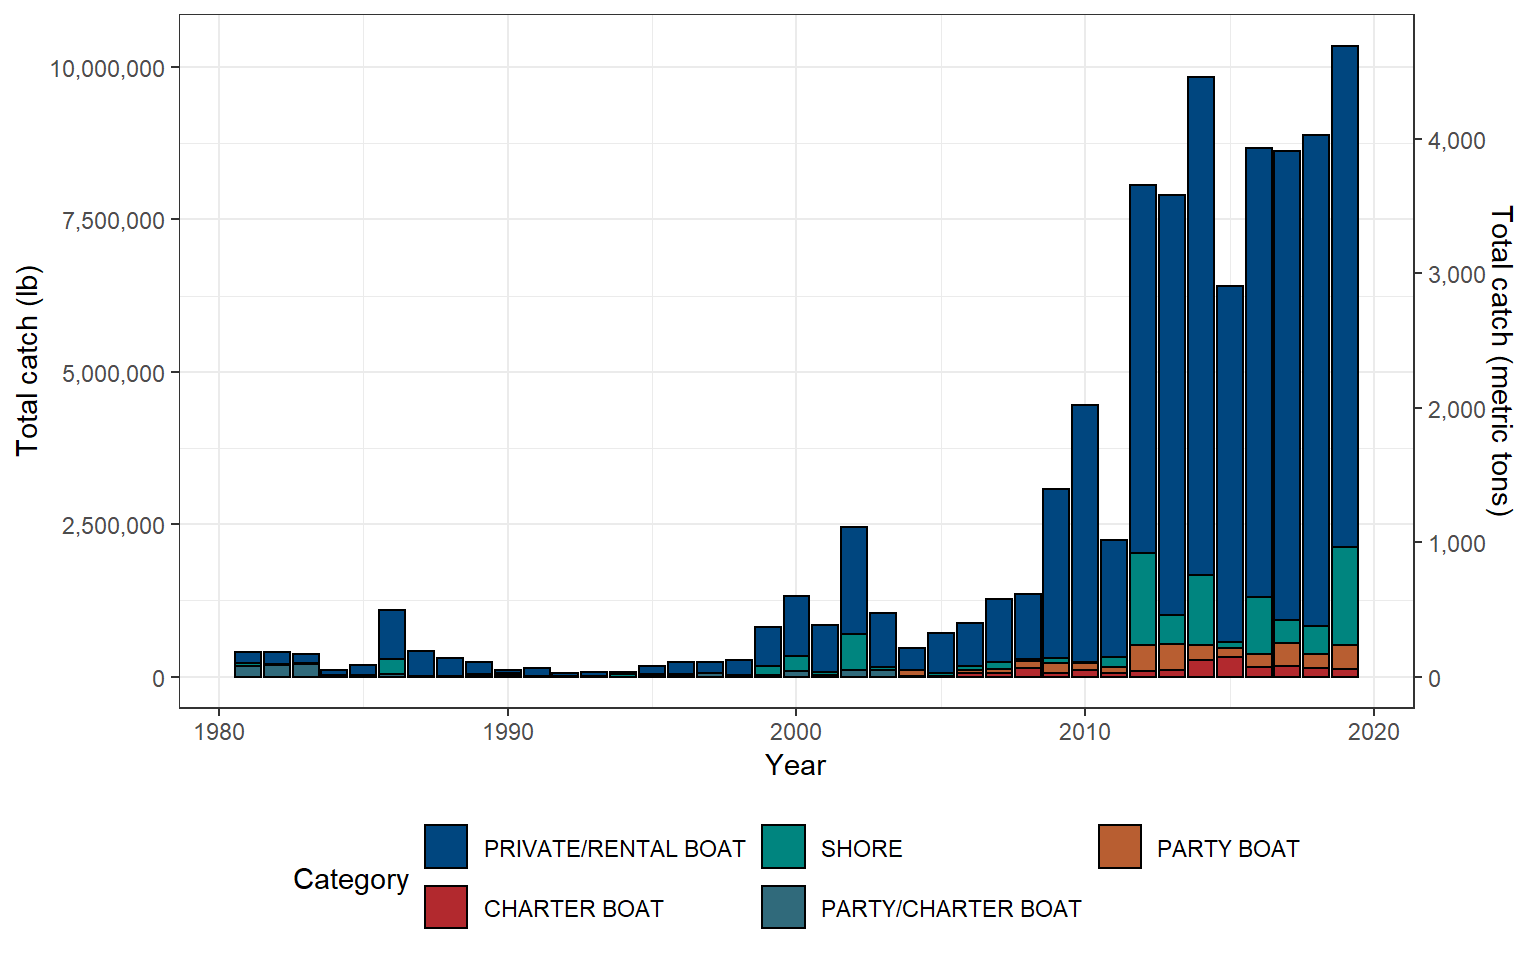 Total catch (lb)
10,000,000
7,500,000
5,000,000
2,500,000
0
4,000
3,000
2,000
1,000
0
Total catch (metric tons)
1980 1990 2000 2010 2020
Year
Category
PRIVATE/RENTAL BOAT SHORE PARTY BOAT
CHARTER BOAT PARTY/CHARTER BOAT